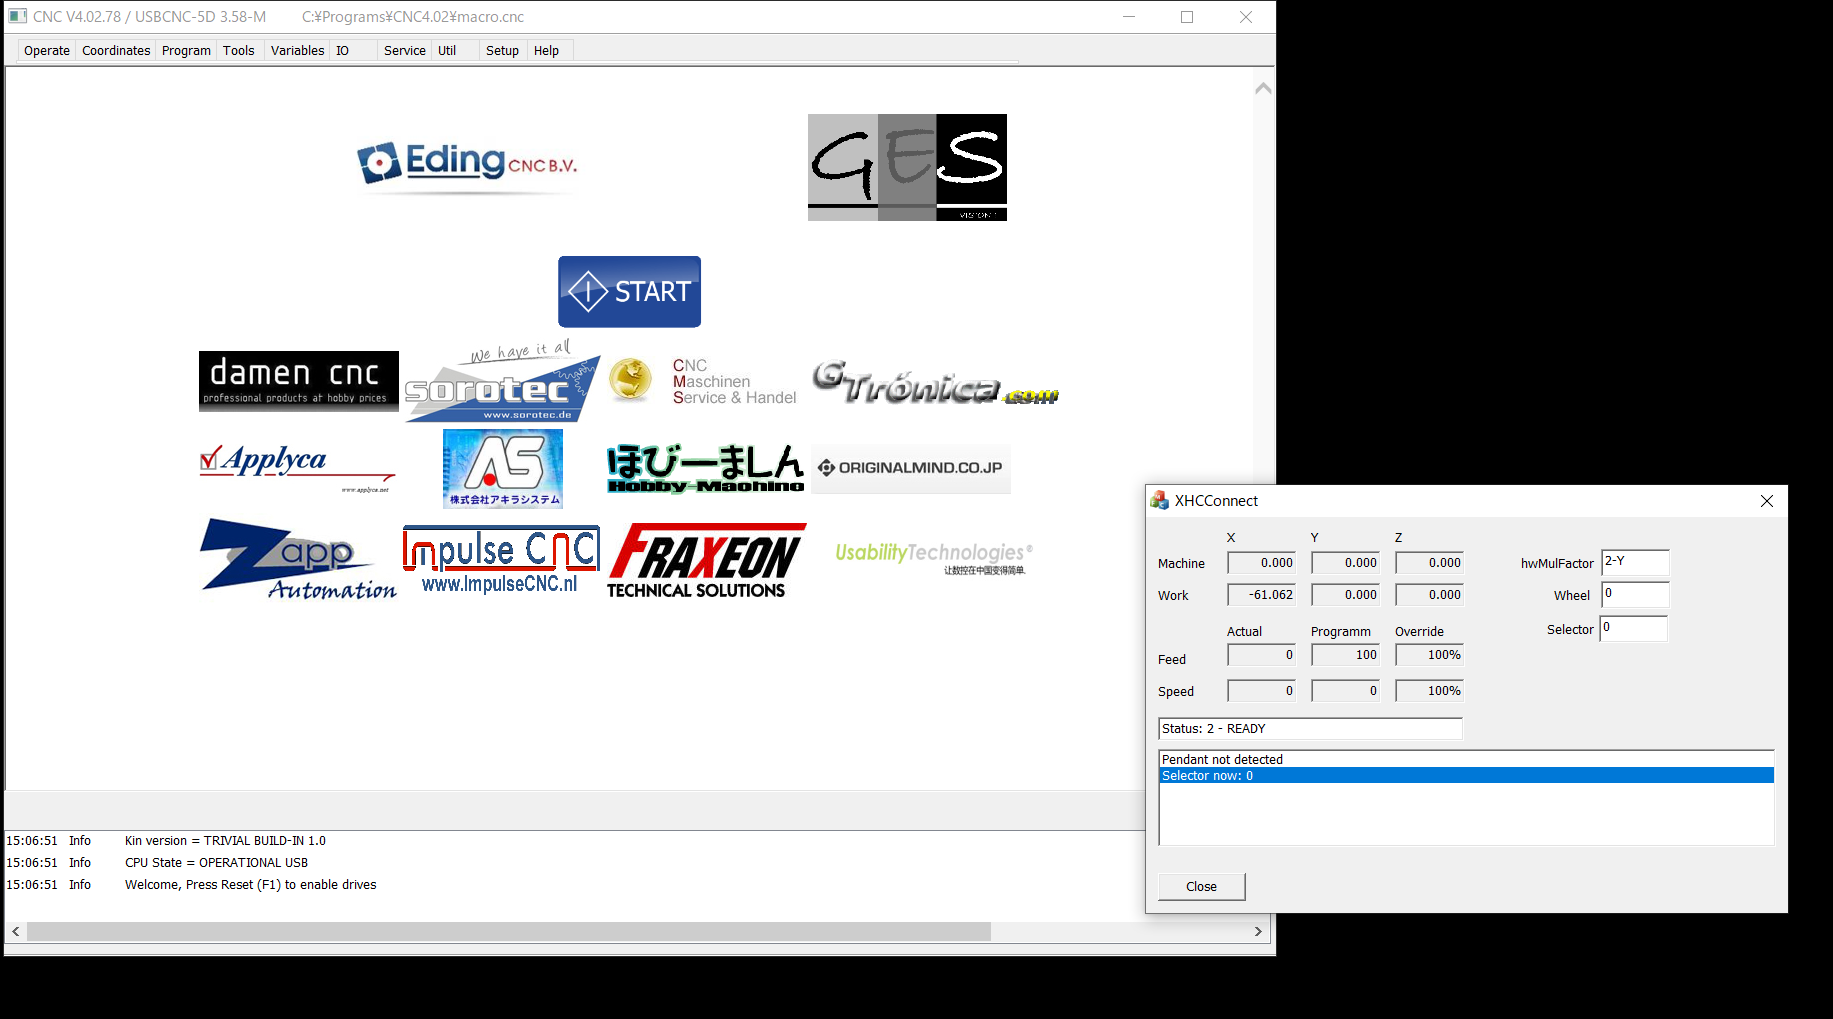 CNC V4.02.78 / USBCNC-5D 3.58-M C:¥Programs¥CNC4.02¥macro.cnc
Operate Coordinates Program Tools Variables IO Service Util Setup Help
Eding CNC B.V.
GES
VISION
START
damen cnc
professional products at hobby prices
We have it all
sorotec
www.sorotec.de
CNC
Maschinen
Service & Handel
GTrónica.com
Applyca
www.applyca.net
AS
株式会社アキラシステム
ほびーましん
Hobby-Machine
ORIGINALMIND.CO.JP
Zapp
Automation
Impulse CNC
www.ImpulseCNC.nl
FRAXEON
TECHNICAL SOLUTIONS
UsabilityTechnologies®
让数控在中国变得简单.
15:06:51 Info Kin version = TRIVIAL BUILD-IN 1.0
15:06:51 Info CPU State = OPERATIONAL USB
15:06:51 Info Welcome, Press Reset (F1) to enable drives
XHCConnect
X Y Z
Machine 0.000 0.000 0.000 hwMulFactor 2-Y
Work -61.062 0.000 0.000 Wheel 0
Actual Programm Override Selector 0
Feed 0 100 100%
Speed 0 0 100%
Status: 2 - READY
Pendant not detected
Selector now: 0
Close